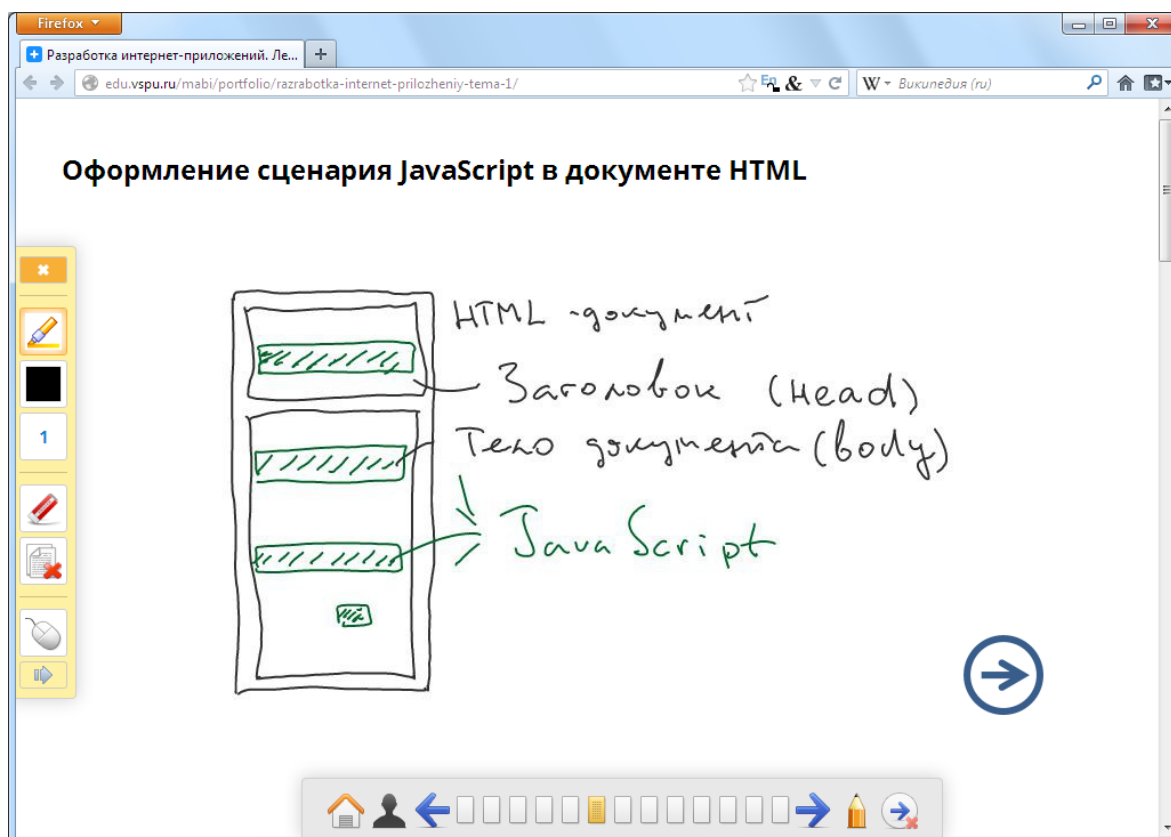 Firefox
Разработка интернет-приложений. Ле...
edu.vspu.ru/mabi/portfolio/razrabotka-internet-prilozheniy-tema-1/
W Википедия (ru)
Оформление сценария JavaScript в документе HTML
HTML-документ
Заголовок (Head)
Тело документа (body)
JavaScript
1